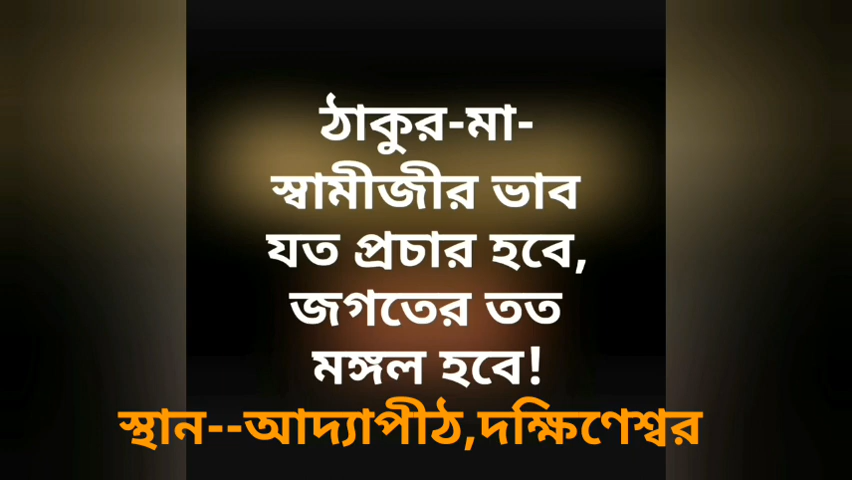 ঠাকুর-মা-
স্বামীজীর ভাব
যত প্রচার হবে,
জগতের তত
মঙ্গল হবে!
স্থান--আদ্যাপীঠ,দক্ষিণেশ্বর